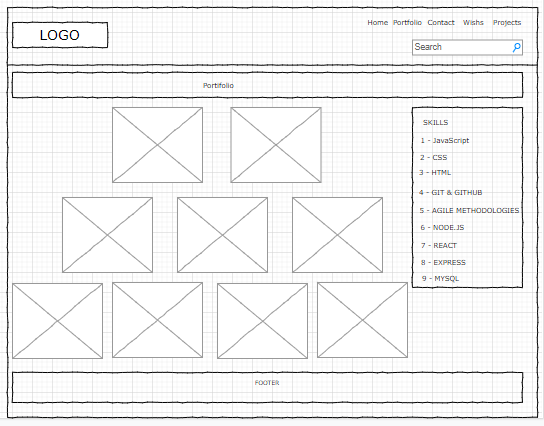 LOGO
Home Portfolio Contact Wishs Projects
Search
Portifolio
SKILLS
1 - JavaScript
2 - CSS
3 - HTML
4 - GIT & GITHUB
5 - AGILE METHODOLOGIES
6 - NODE.JS
7 - REACT
8 - EXPRESS
9 - MYSQL
FOOTER